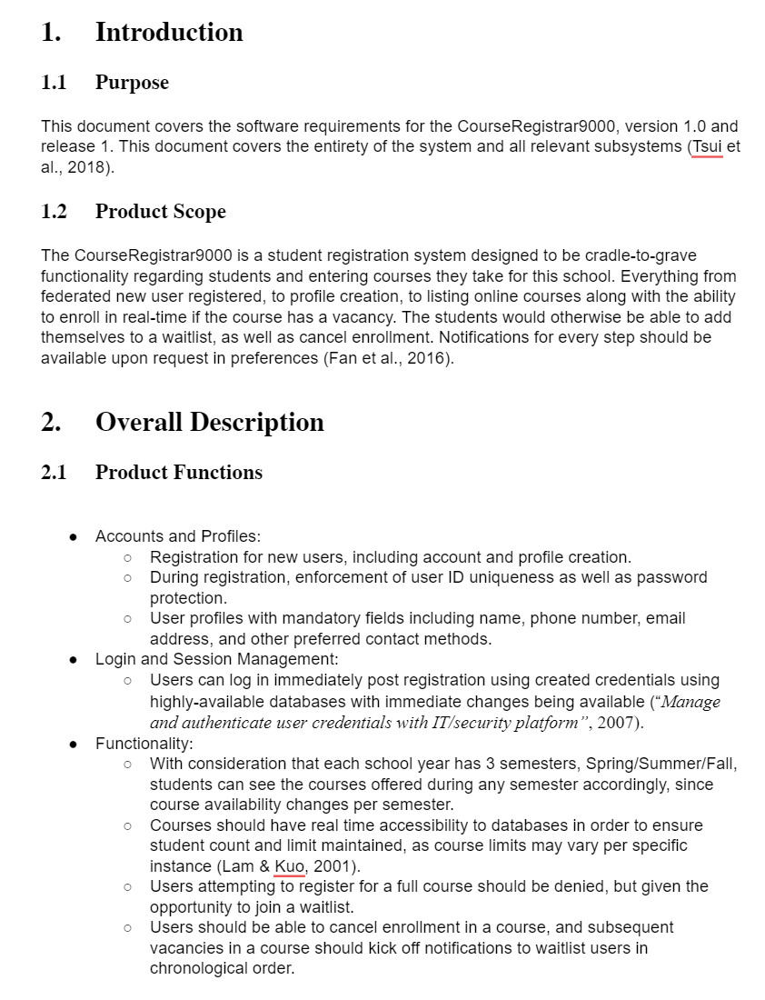 1. Introduction
1.1 Purpose
This document covers the software requirements for the CourseRegistrar9000, version 1.0 and
release 1. This document covers the entirety of the system and all relevant subsystems (Tsui et
al., 2018).
1.2 Product Scope
The CourseRegistrar9000 is a student registration system designed to be cradle-to-grave
functionality regarding students and entering courses they take for this school. Everything from
federated new user registered, to profile creation, to listing online courses along with the ability
to enroll in real-time if the course has a vacancy. The students would otherwise be able to add
themselves to a waitlist, as well as cancel enrollment. Notifications for every step should be
available upon request in preferences (Fan et al., 2016).
2. Overall Description
2.1 Product Functions
● Accounts and Profiles:
○ Registration for new users, including account and profile creation.
○ During registration, enforcement of user ID uniqueness as well as password
protection.
○ User profiles with mandatory fields including name, phone number, email
address, and other preferred contact methods.
● Login and Session Management:
○ Users can log in immediately post registration using created credentials using
highly-available databases with immediate changes being available (“Manage
and authenticate user credentials with IT/security platform”, 2007).
● Functionality:
○ With consideration that each school year has 3 semesters, Spring/Summer/Fall,
students can see the courses offered during any semester accordingly, since
course availability changes per semester.
○ Courses should have real time accessibility to databases in order to ensure
student count and limit maintained, as course limits may vary per specific
instance (Lam & Kuo, 2001).
○ Users attempting to register for a full course should be denied, but given the
opportunity to join a waitlist.
○ Users should be able to cancel enrollment in a course, and subsequent
vacancies in a course should kick off notifications to waitlist users in
chronological order.